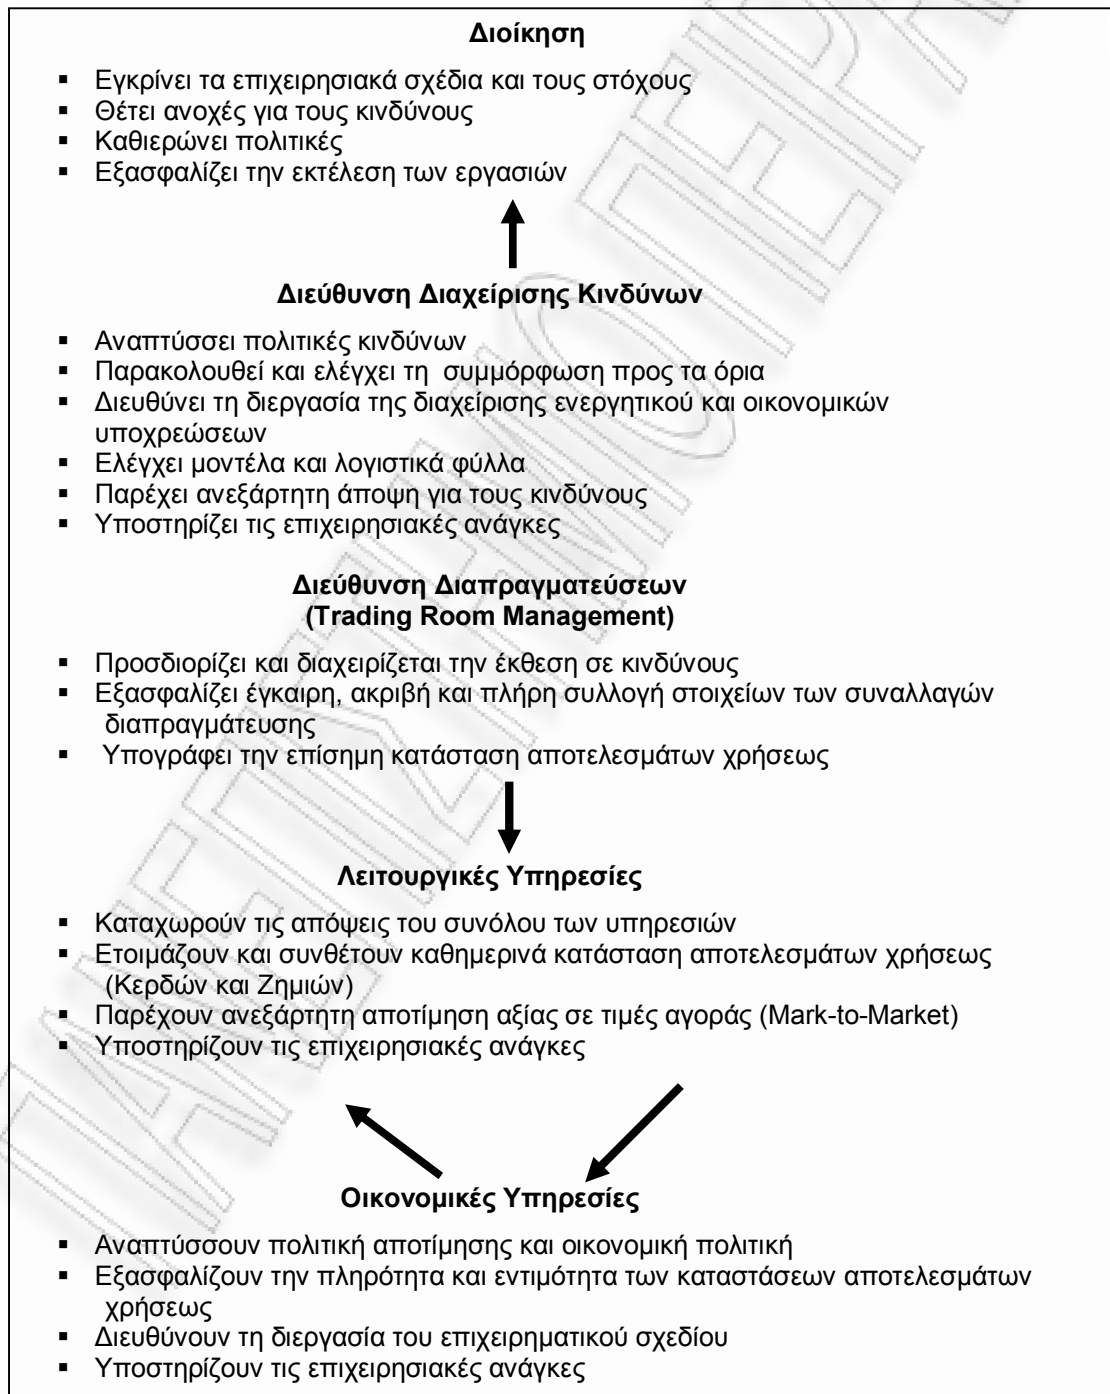 Διοίκηση
▪ Εγκρίνει τα επιχειρησιακά σχέδια και τους στόχους
▪ Θέτει ανοχές για τους κινδύνους
▪ Καθιερώνει πολιτικές
▪ Εξασφαλίζει την εκτέλεση των εργασιών
Διεύθυνση Διαχείρισης Κινδύνων
▪ Αναπτύσσει πολιτικές κινδύνων
▪ Παρακολουθεί και ελέγχει τη συμμόρφωση προς τα όρια
▪ Διευθύνει τη διεργασία της διαχείρισης ενεργητικού και οικονομικών
υποχρεώσεων
▪ Ελέγχει μοντέλα και λογιστικά φύλλα
▪ Παρέχει ανεξάρτητη άποψη για τους κινδύνους
▪ Υποστηρίζει τις επιχειρησιακές ανάγκες
Διεύθυνση Διαπραγματεύσεων
(Trading Room Management)
▪ Προσδιορίζει και διαχειρίζεται την έκθεση σε κινδύνους
▪ Εξασφαλίζει έγκαιρη, ακριβή και πλήρη συλλογή στοιχείων των συναλλαγών
διαπραγμάτευσης
▪ Υπογράφει την επίσημη κατάσταση αποτελεσμάτων χρήσεως
Λειτουργικές Υπηρεσίες
▪ Καταχωρούν τις απόψεις του συνόλου των υπηρεσιών
▪ Ετοιμάζουν και συνθέτουν καθημερινά κατάσταση αποτελεσμάτων χρήσεως
(Κερδών και Ζημιών)
▪ Παρέχουν ανεξάρτητη αποτίμηση αξίας σε τιμές αγοράς (Mark-to-Market)
▪ Υποστηρίζουν τις επιχειρησιακές ανάγκες
Οικονομικές Υπηρεσίες
▪ Αναπτύσσουν πολιτική αποτίμησης και οικονομική πολιτική
▪ Εξασφαλίζουν την πληρότητα και εντιμότητα των καταστάσεων αποτελεσμάτων
χρήσεως
▪ Διευθύνουν τη διεργασία του επιχειρηματικού σχεδίου
▪ Υποστηρίζουν τις επιχειρησιακές ανάγκες